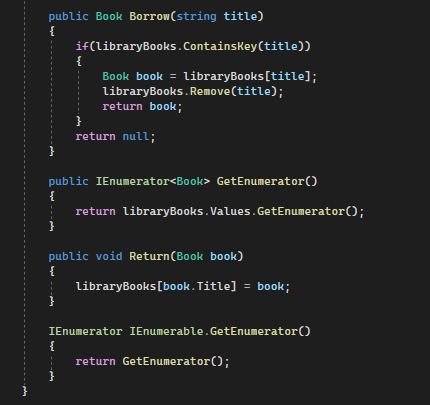 public Book Borrow(string title)
{
if(libraryBooks.ContainsKey(title))
{
Book book = libraryBooks[title];
libraryBooks.Remove(title);
return book;
}
return null;
}
public IEnumerator<Book> GetEnumerator()
{
return libraryBooks.Values.GetEnumerator();
}
public void Return(Book book)
{
libraryBooks[book.Title] = book;
}
IEnumerator IEnumerable.GetEnumerator()
{
return GetEnumerator();
}
}